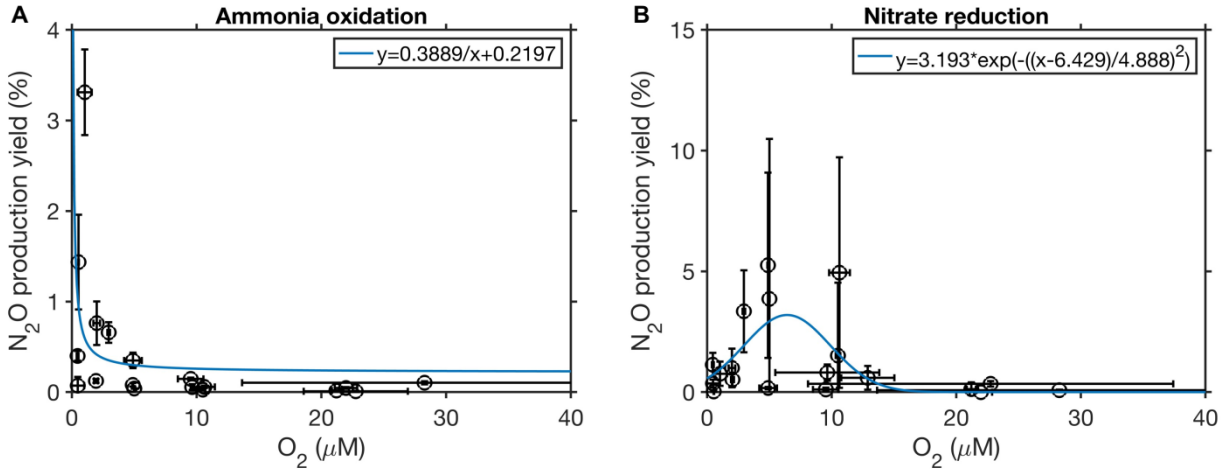 A Ammonia oxidation
y=0.3889/x+0.2197
4
3
2
1
0
N₂O production yield (%)
0 10 20 30 40
O₂ (μM)
B Nitrate reduction
y=3.193*exp(-((x-6.429)/4.888)²)
15
10
5
0
N₂O production yield (%)
0 10 20 30 40
O₂ (μM)